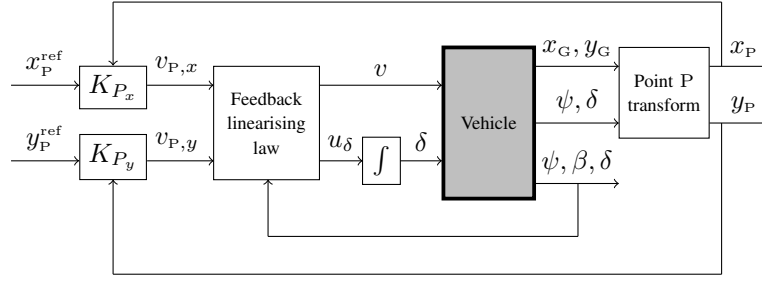 x_P^ref
K_{P_x}
v_{P,x}
Feedback
linearising
law
v
Vehicle
x_G, y_G
Point P
transform
x_P
ψ, δ
y_P
y_P^ref
K_{P_y}
v_{P,y}
u_δ
∫
δ
ψ, β, δ